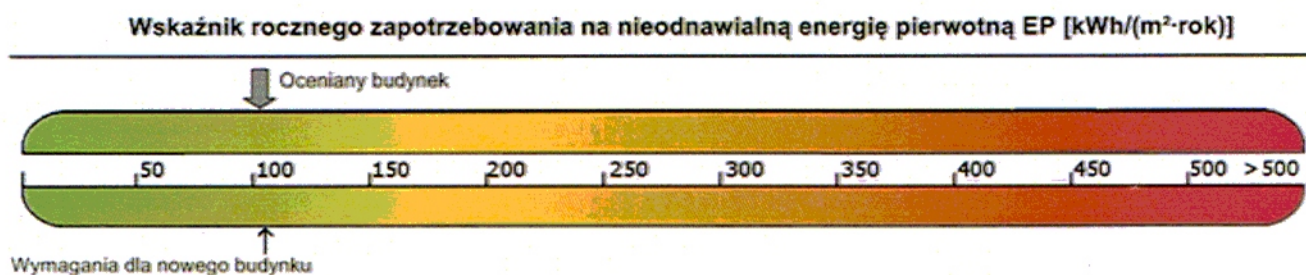 Wskaźnik rocznego zapotrzebowania na nieodnawialną energię pierwotną EP [kWh/(m²·rok)]
Oceniany budynek
50 100 150 200 250 300 350 400 450 500 > 500
Wymagania dla nowego budynku